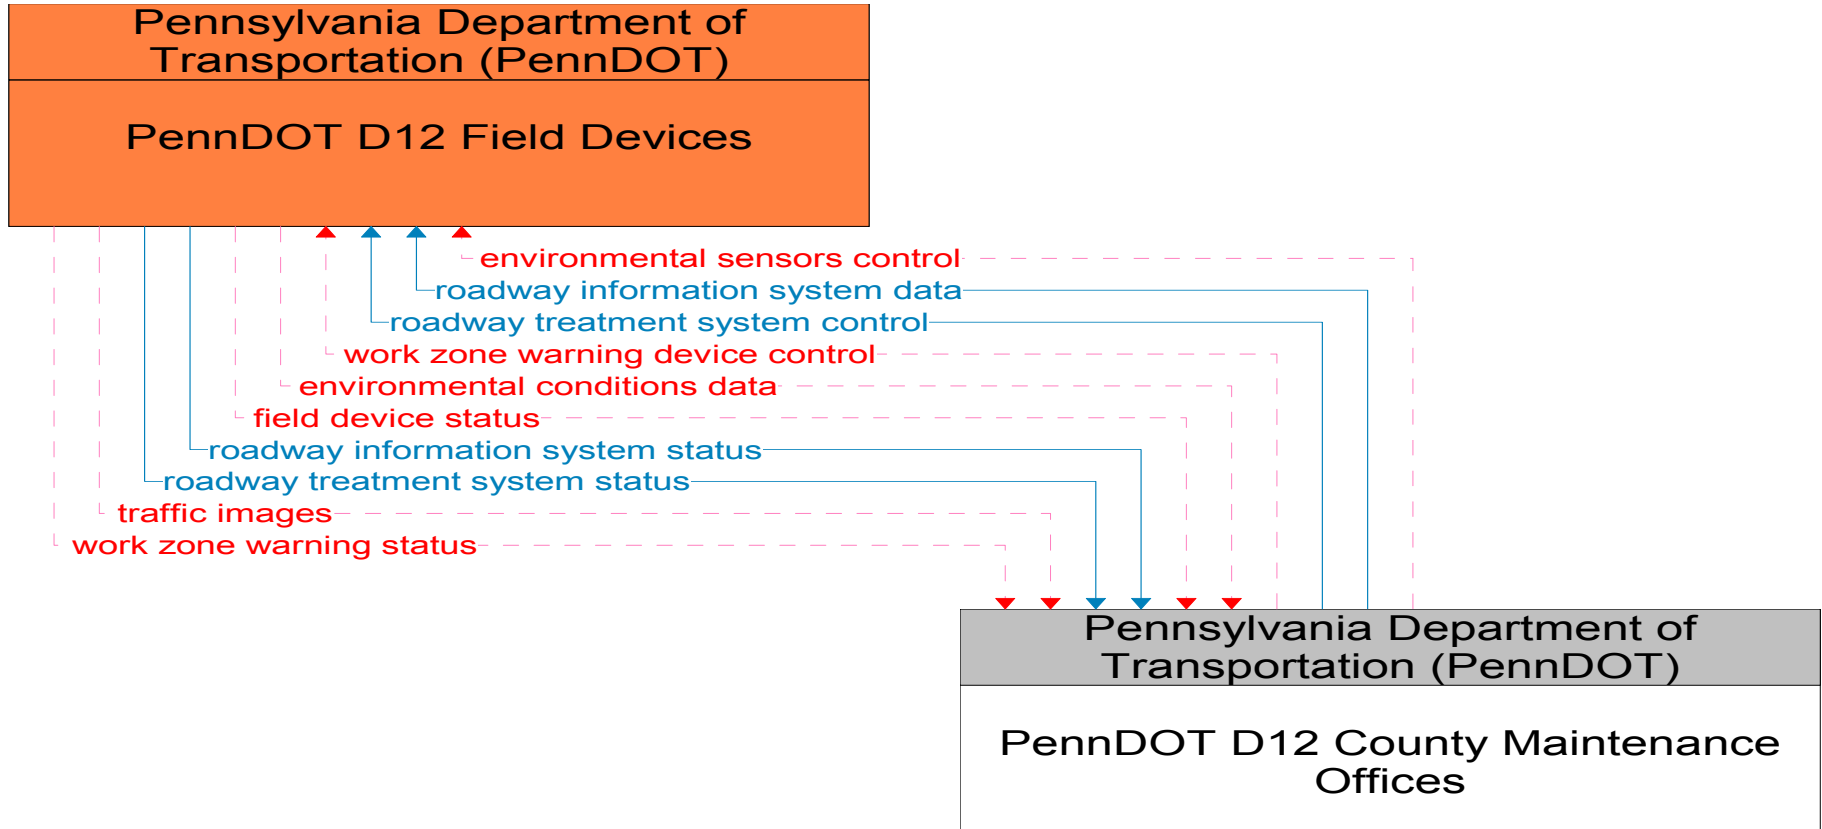 Pennsylvania Department of
Transportation (PennDOT)
PennDOT D12 Field Devices
environmental sensors control
roadway information system data
roadway treatment system control
work zone warning device control
environmental conditions data
field device status
roadway information system status
roadway treatment system status
traffic images
work zone warning status
Pennsylvania Department of
Transportation (PennDOT)
PennDOT D12 County Maintenance
Offices